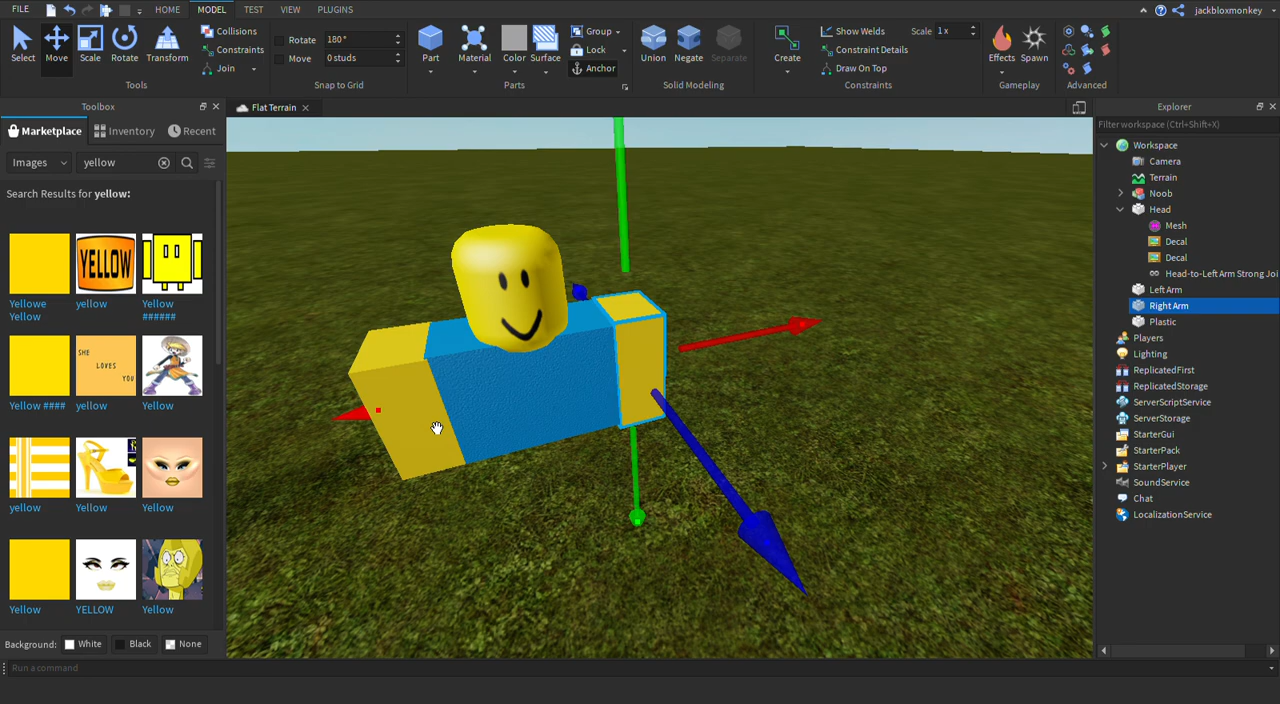 FILE HOME MODEL TEST VIEW PLUGINS jackbloxmonkey
Select Move Scale Rotate Transform
Collisions
Constraints
Join
Tools
Rotate 180°
Move 0 studs
Snap to Grid
Part Material Color Surface
Group
Lock
Anchor
Parts
Union Negate Separate
Solid Modeling
Create
Show Welds Scale 1 x
Constraint Details
Draw On Top
Constraints
Effects Spawn
Gameplay
Advanced
Toolbox
Marketplace Inventory Recent
Images yellow
Search Results for yellow:
YELLOW
Yellowe Yellow
yellow
Yellow ######
SHE LOVES YOU
Yellow ####
yellow
Yellow
yellow
Yellow
Yellow
Yellow
YELLOW
Yellow
Background: White Black None
Run a command
Flat Terrain
Explorer
Filter workspace (Ctrl+Shift+X)
Workspace
Camera
Terrain
Noob
Head
Mesh
Decal
Decal
Head-to-Left Arm Strong Joi
Left Arm
Right Arm
Plastic
Players
Lighting
ReplicatedFirst
ReplicatedStorage
ServerScriptService
ServerStorage
StarterGui
StarterPack
StarterPlayer
SoundService
Chat
LocalizationService